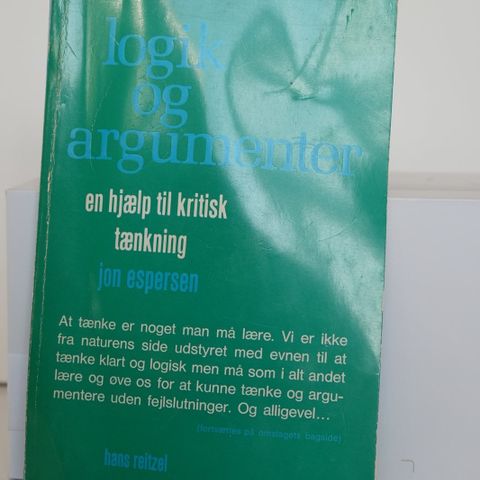 logik
og
argumenter
en hjælp til kritisk
tænkning
jon espersen
At tænke er noget man må lære. Vi er ikke
fra naturens side udstyret med evnen til at
tænke klart og logisk men må som i alt andet
lære og ove os for at kunne tænke og argu-
mentere uden fejlslutninger. Og alligevel...
(fortsættes på omslagets bagside)
hans reitzel